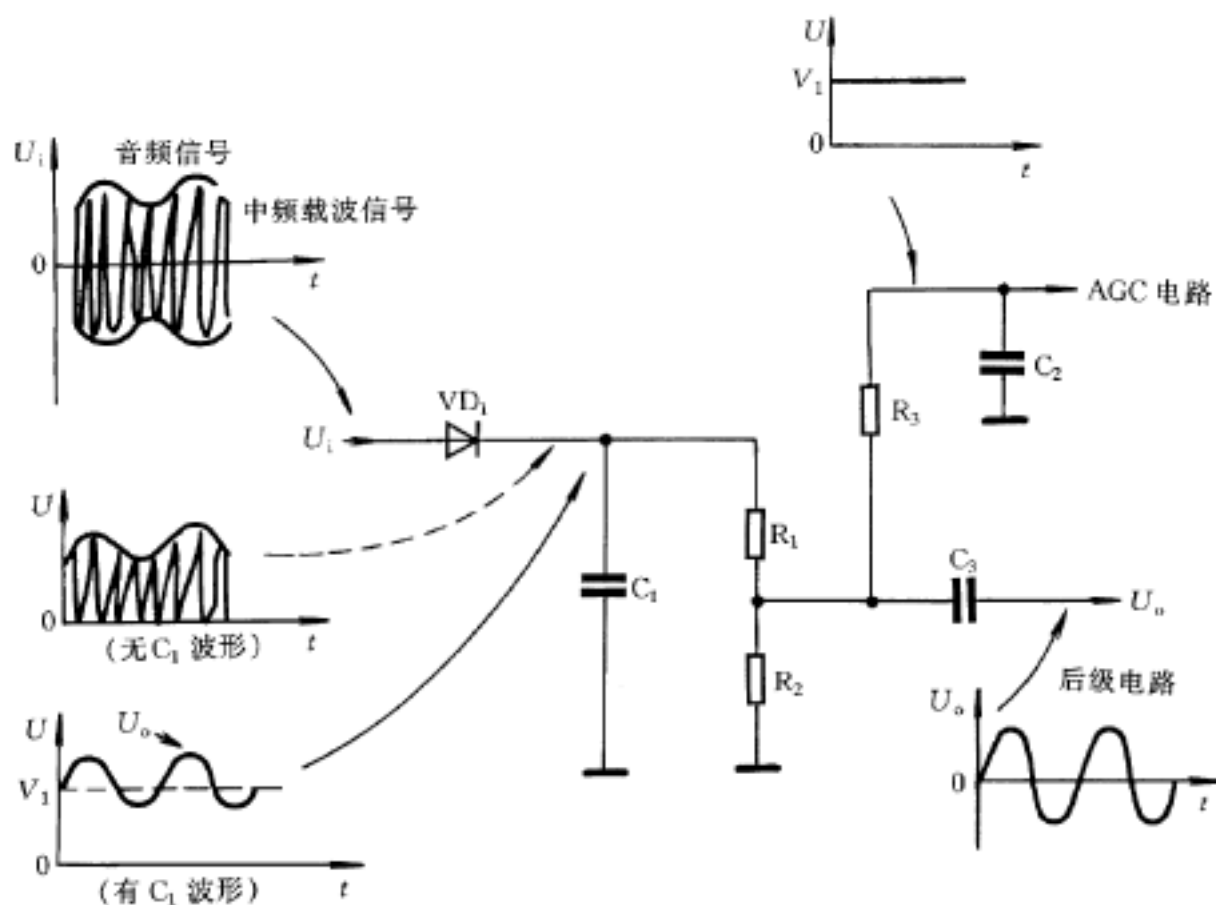 U
V₁
0
t
Uᵢ
音频信号
中频载波信号
0
t
AGC 电路
C₂
R₃
VD₁
Uᵢ
U
0
t
(无 C₁ 波形)
R₁
C₁
C₃
Uₒ
R₂
后级电路
U
Uₒ
V₁
0
t
(有 C₁ 波形)
Uₒ
0
t